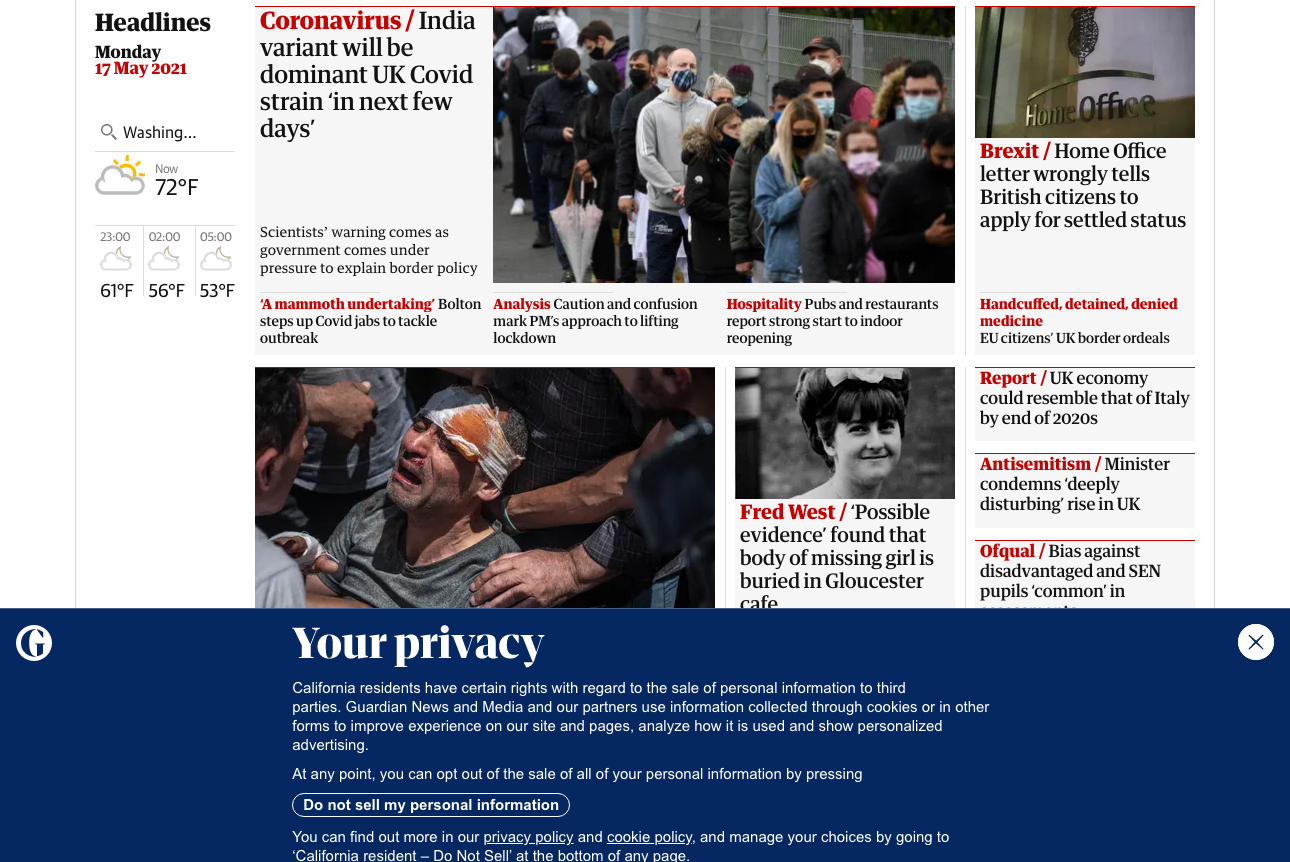 Headlines
Monday
17 May 2021
Washing...
Now
72°F
23:00
02:00
05:00
61°F
56°F
53°F
Coronavirus / India
variant will be
dominant UK Covid
strain ‘in next few
days’
Scientists’ warning comes as
government comes under
pressure to explain border policy
‘A mammoth undertaking’ Bolton
steps up Covid jabs to tackle
outbreak
Analysis Caution and confusion
mark PM’s approach to lifting
lockdown
Hospitality Pubs and restaurants
report strong start to indoor
reopening
Home Office
Brexit / Home Office
letter wrongly tells
British citizens to
apply for settled status
Handcuffed, detained, denied
medicine
EU citizens’ UK border ordeals
Fred West / ‘Possible
evidence’ found that
body of missing girl is
buried in Gloucester
cafe
Report / UK economy
could resemble that of Italy
by end of 2020s
Antisemitism / Minister
condemns ‘deeply
disturbing’ rise in UK
Ofqual / Bias against
disadvantaged and SEN
pupils ‘common’ in
G
Your privacy
California residents have certain rights with regard to the sale of personal information to third
parties. Guardian News and Media and our partners use information collected through cookies or in other
forms to improve experience on our site and pages, analyze how it is used and show personalized
advertising.
At any point, you can opt out of the sale of all of your personal information by pressing
Do not sell my personal information
You can find out more in our privacy policy and cookie policy, and manage your choices by going to
‘California resident – Do Not Sell’ at the bottom of any page.